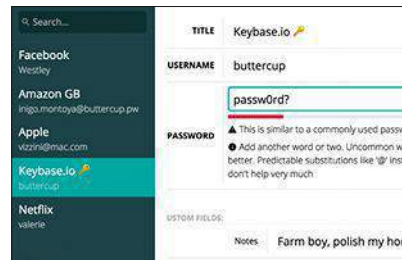 Search...
Facebook
Westley
Amazon GB
inigo.montoya@buttercup.pw
Apple
vizzini@mac.com
Keybase.io 🔑
buttercup
Netflix
valerie
TITLE Keybase.io 🔑
USERNAME buttercup
PASSWORD passw0rd?
This is similar to a commonly used passw
Add another word or two. Uncommon w
better. Predictable substitutions like '@' ins
don't help very much
USTOM FIELDS:
Notes Farm boy, polish my hor